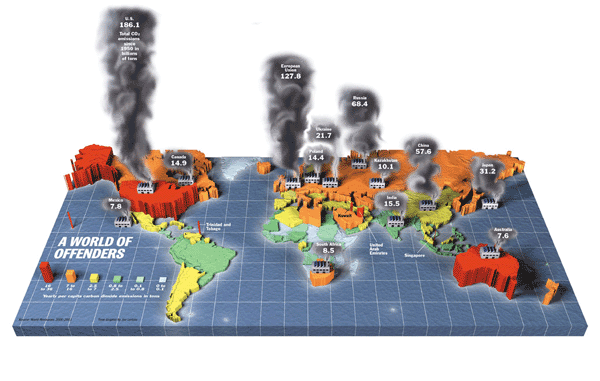 U.S.
186.1
Total CO₂
emissions
since
1950 in
billions
of tons
European
Union
127.8
Russia
68.4
Ukraine
21.7
Poland
14.4
Canada
14.9
Kazakhstan
10.1
China
57.6
Japan
31.2
Mexico
7.8
India
15.5
Kuwait
Trinidad and
Tobago
South Africa
8.5
United
Arab
Emirates
Singapore
Australia
7.6
A WORLD OF
OFFENDERS
Yearly per capita carbon dioxide emissions in tons